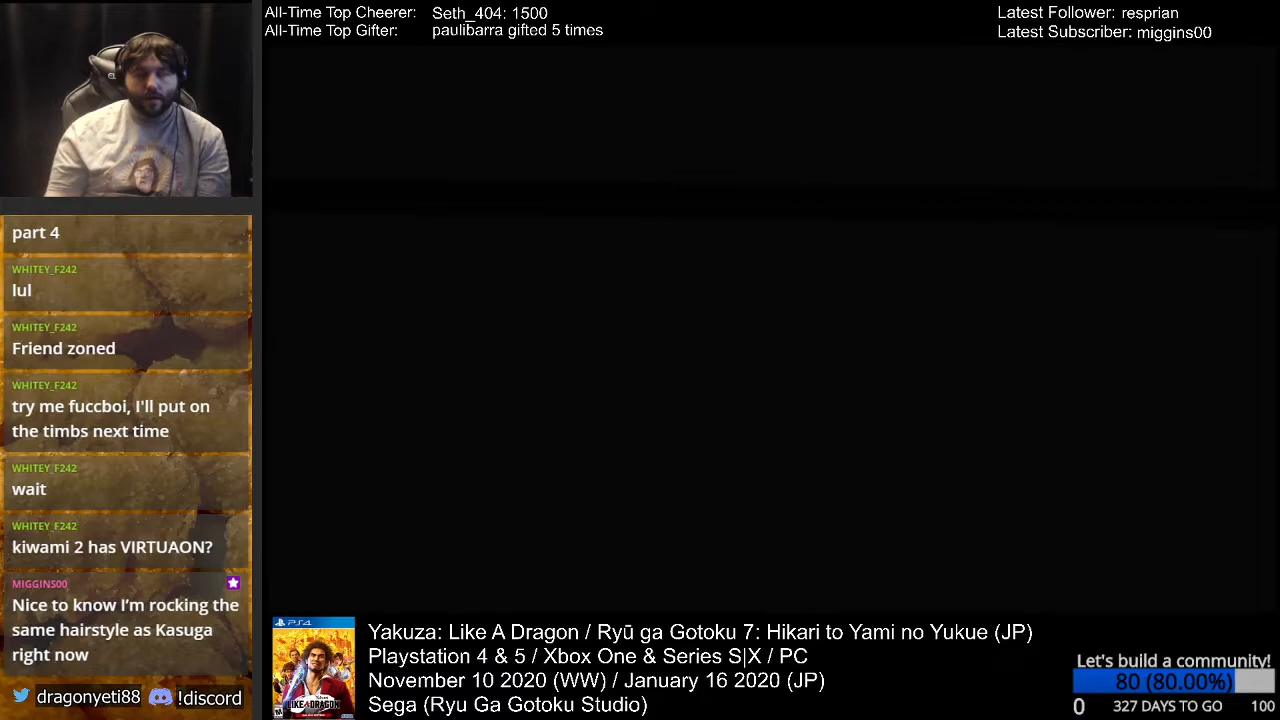 All-Time Top Cheerer: Seth_404: 1500
All-Time Top Gifter: paulibarra gifted 5 times
Latest Follower: resprian
Latest Subscriber: miggins00
part 4
WHITEY_F242
lul
WHITEY_F242
Friend zoned
WHITEY_F242
try me fuccboi, I'll put on
the timbs next time
WHITEY_F242
wait
WHITEY_F242
kiwami 2 has VIRTUAON?
MIGGINS00
Nice to know I'm rocking the
same hairstyle as Kasuga
right now
dragonyeti88 !discord
PS4
LIKE A DRAGON
Yakuza: Like A Dragon / Ryū ga Gotoku 7: Hikari to Yami no Yukue (JP)
Playstation 4 & 5 / Xbox One & Series S|X / PC
November 10 2020 (WW) / January 16 2020 (JP)
Sega (Ryu Ga Gotoku Studio)
Let's build a community!
80 (80.00%)
0 327 DAYS TO GO 100